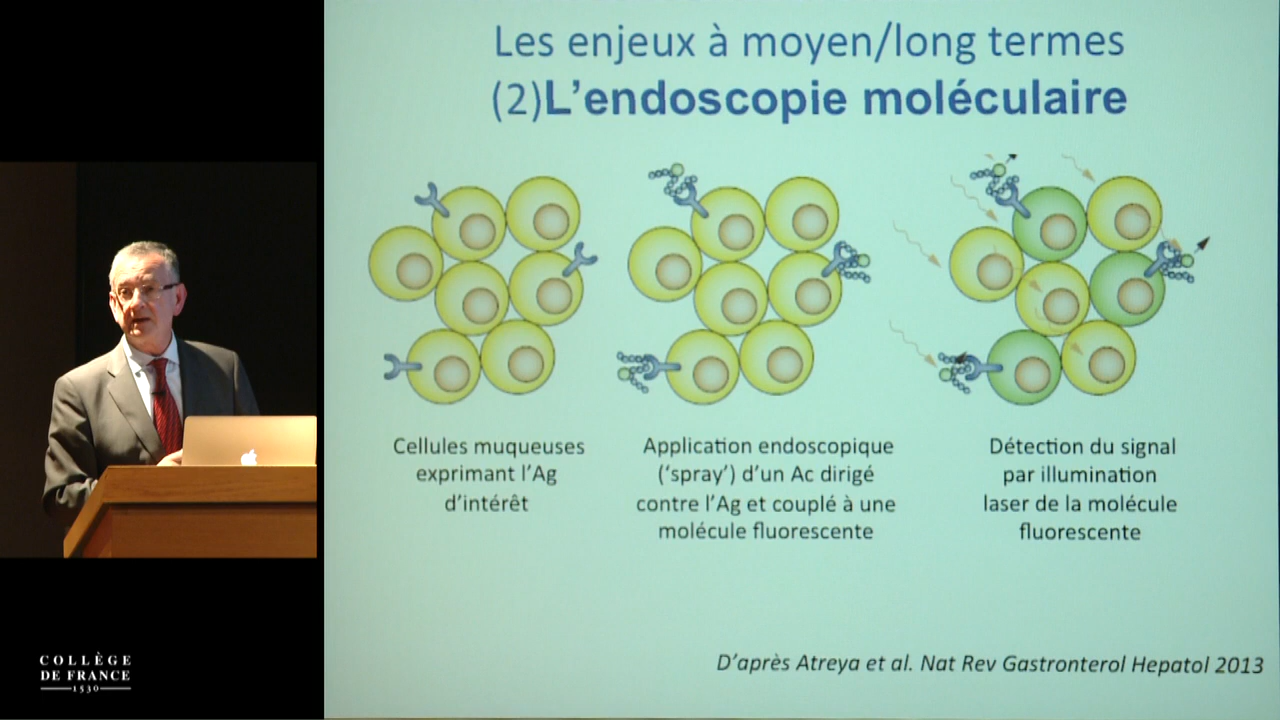 Les enjeux à moyen/long termes
(2)L’endoscopie moléculaire
Cellules muqueuses
exprimant l’Ag
d’intérêt
Application endoscopique
(‘spray’) d’un Ac dirigé
contre l’Ag et couplé à une
molécule fluorescente
Détection du signal
par illumination
laser de la molécule
fluorescente
D’après Atreya et al. Nat Rev Gastronterol Hepatol 2013
COLLÈGE
DE FRANCE
1530